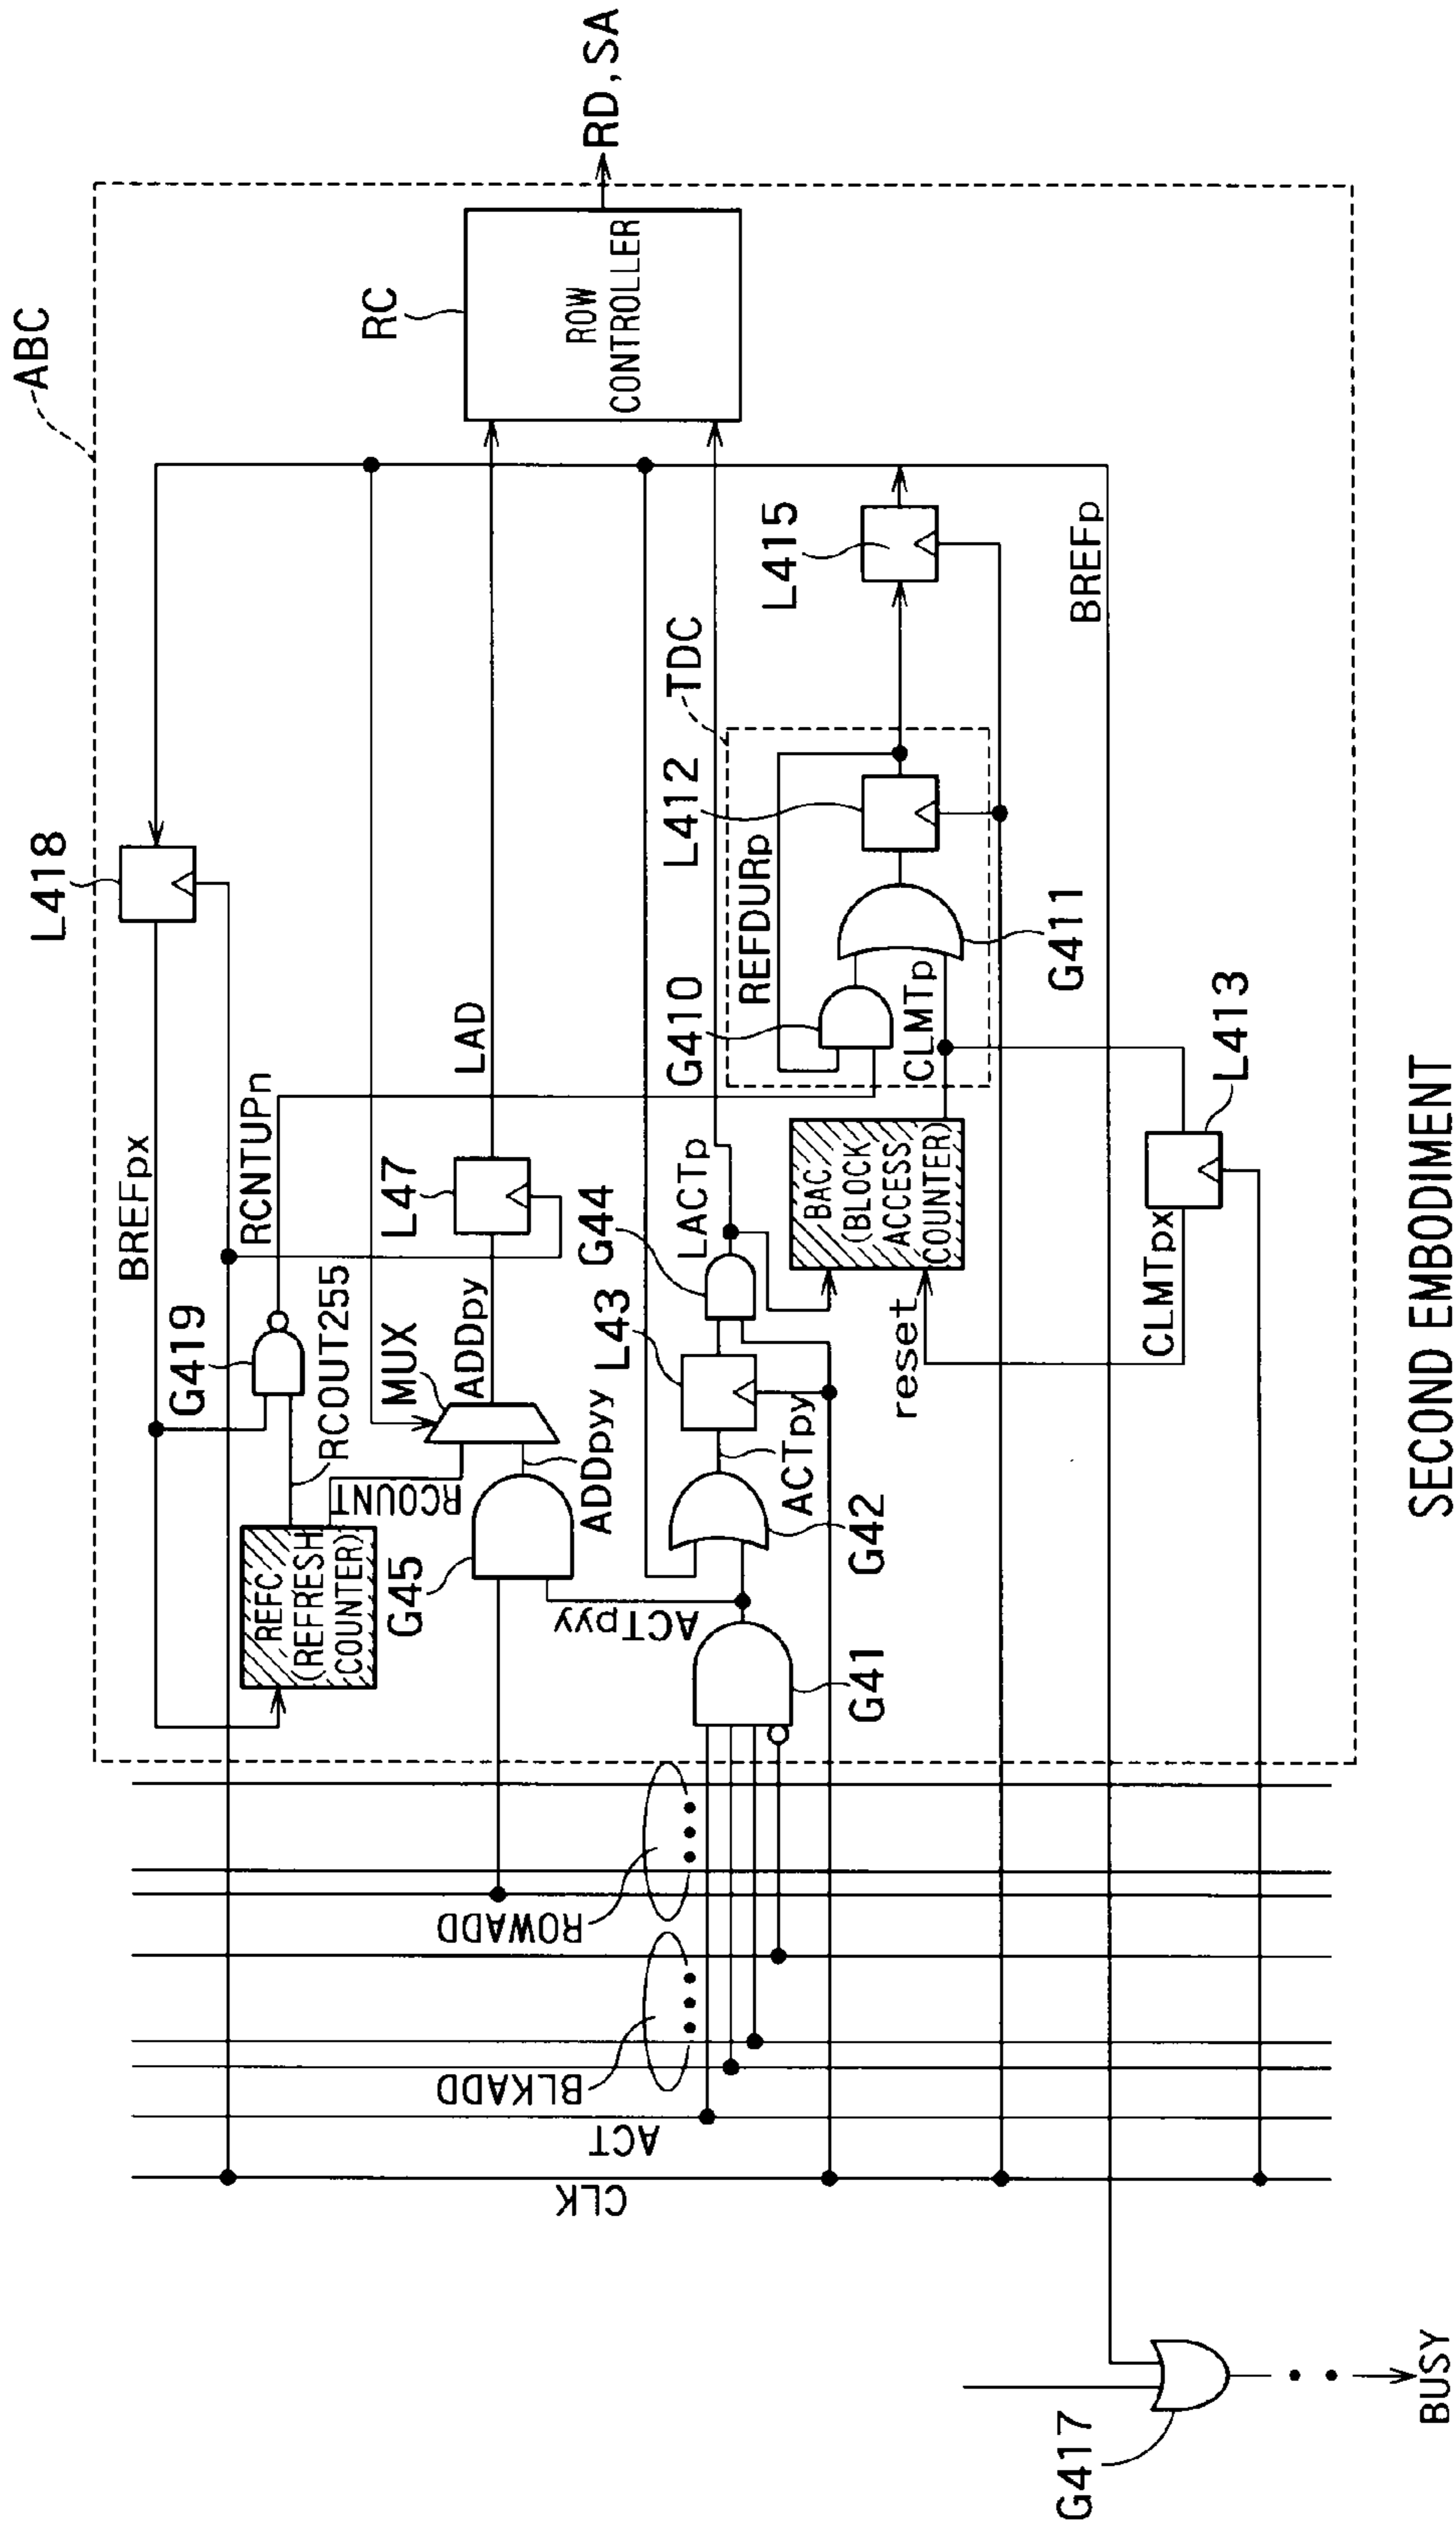 ABC
L418
BREFpx
RCNTUPn
G419
RCOUT255
REFC
(REFRESH
COUNTER)
RCOUNT
RC
ROW
CONTROLLER
RD,SA
LAD
L47
MUX
ADDpy
G45
ADDpyy
ACTpyy
L43
G44
LACTp
ACTpy
G42
G41
TDC
L412
REFDURp
G410
CLMTp
G411
L415
BREFp
BAC
(BLOCK
ACCESS
COUNTER)
reset
CLMTpx
L413
ROWADD
BLKADD
ACT
CLK
G417
BUSY
SECOND EMBODIMENT